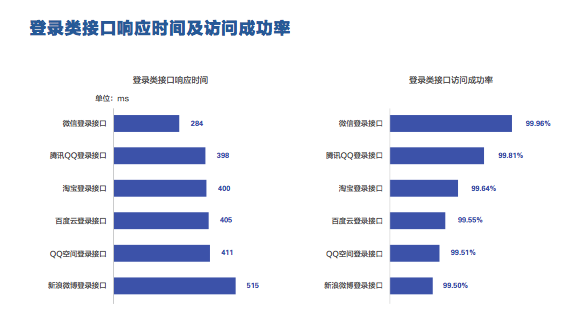 登录类接口响应时间及访问成功率
登录类接口响应时间
单位：ms
微信登录接口 284
腾讯QQ登录接口 398
淘宝登录接口 400
百度云登录接口 405
QQ空间登录接口 411
新浪微博登录接口 515
登录类接口访问成功率
微信登录接口 99.96%
腾讯QQ登录接口 99.81%
淘宝登录接口 99.64%
百度云登录接口 99.55%
QQ空间登录接口 99.51%
新浪微博登录接口 99.50%